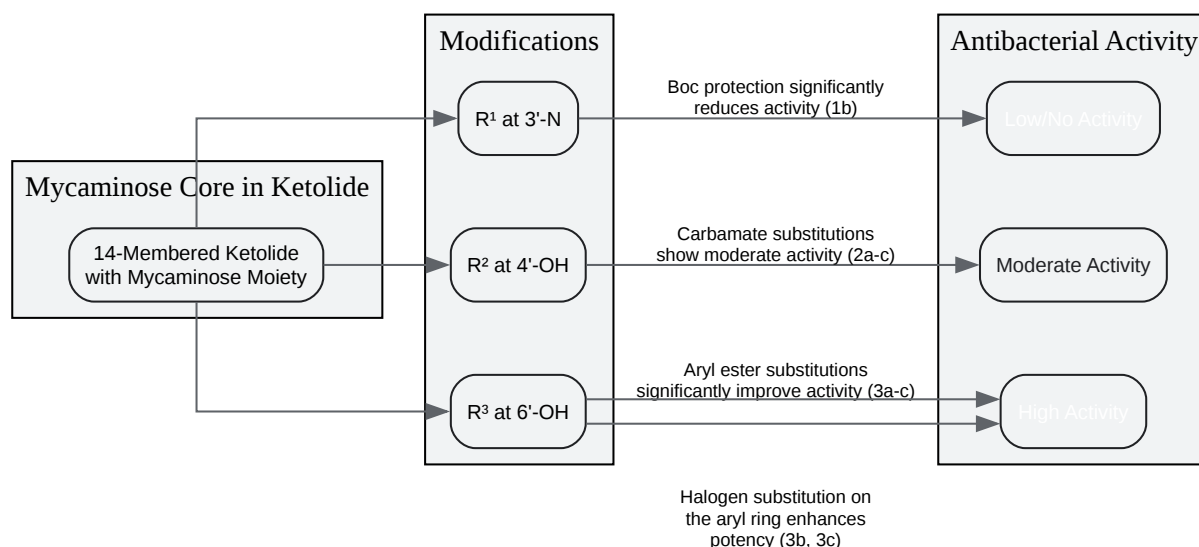 Modifications
Antibacterial Activity
Mycaminose Core in Ketolide
14-Membered Ketolide
with Mycaminose Moiety
R¹ at 3'-N
R² at 4'-OH
R³ at 6'-OH
Boc protection significantly
reduces activity (1b)
Carbamate substitutions
show moderate activity (2a-c)
Aryl ester substitutions
significantly improve activity (3a-c)
Halogen substitution on
the aryl ring enhances
potency (3b, 3c)
Low/No Activity
Moderate Activity
High Activity